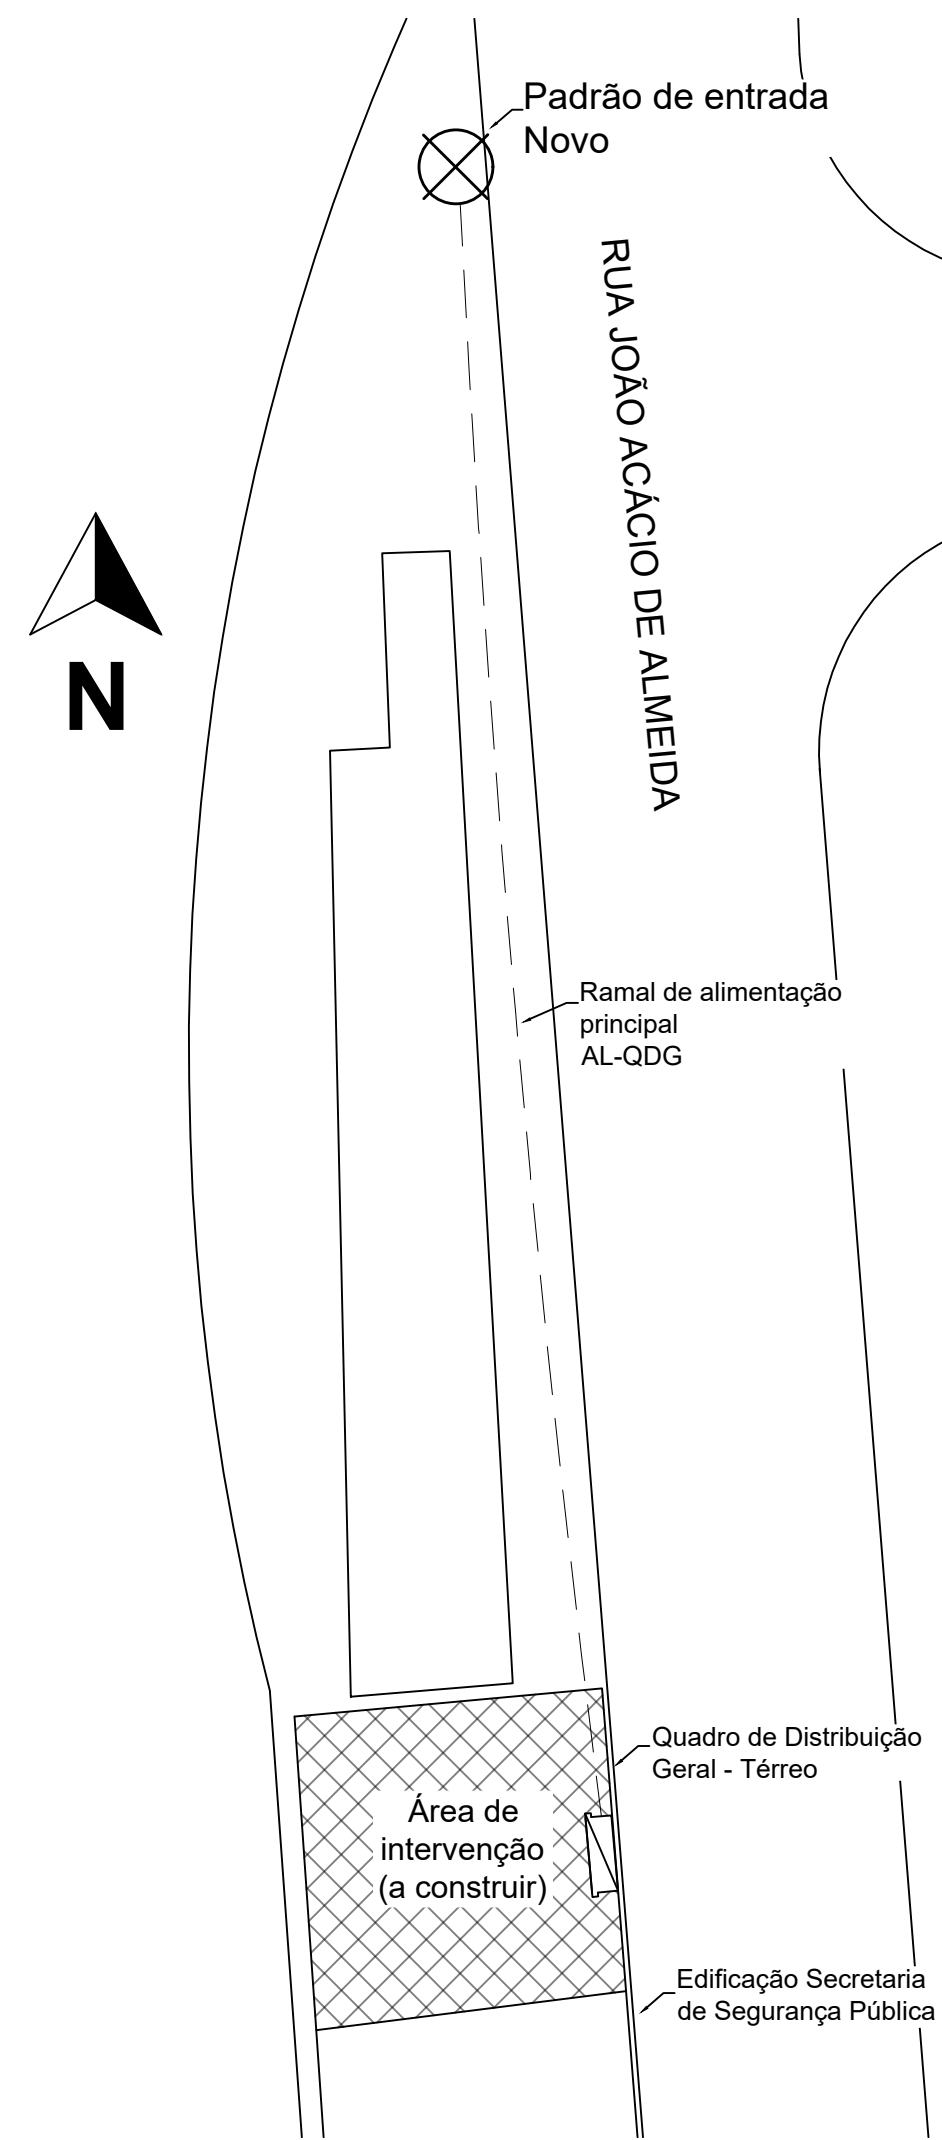 Padrão de entrada
Novo
RUA JOÃO ACÁCIO DE ALMEIDA
N
Ramal de alimentação
principal
AL-QDG
Quadro de Distribuição
Geral - Térreo
Área de
intervenção
(a construir)
Edificação Secretaria
de Segurança Pública